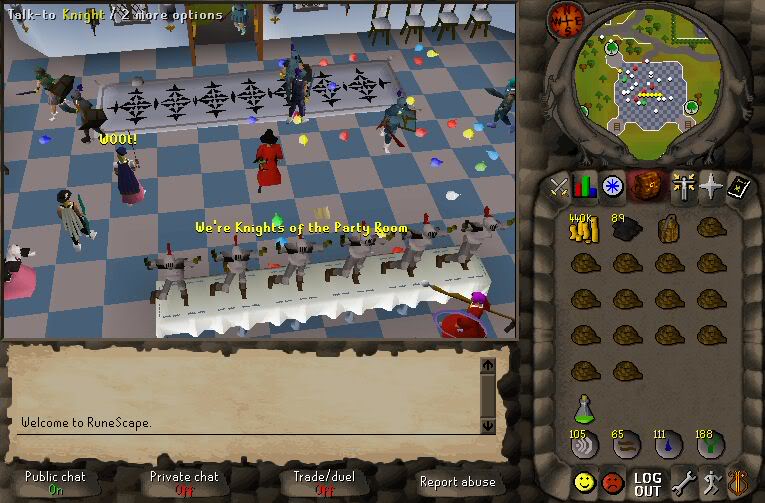 Talk-to Knight / 2 more options
N
W E
S
W00t!
We're Knights of the Party Room
440K 89
Welcome to RuneScape.
105 65 111 188
Public chat
On
Private chat
Off
Trade/duel
Off
Report abuse
LOG
OUT